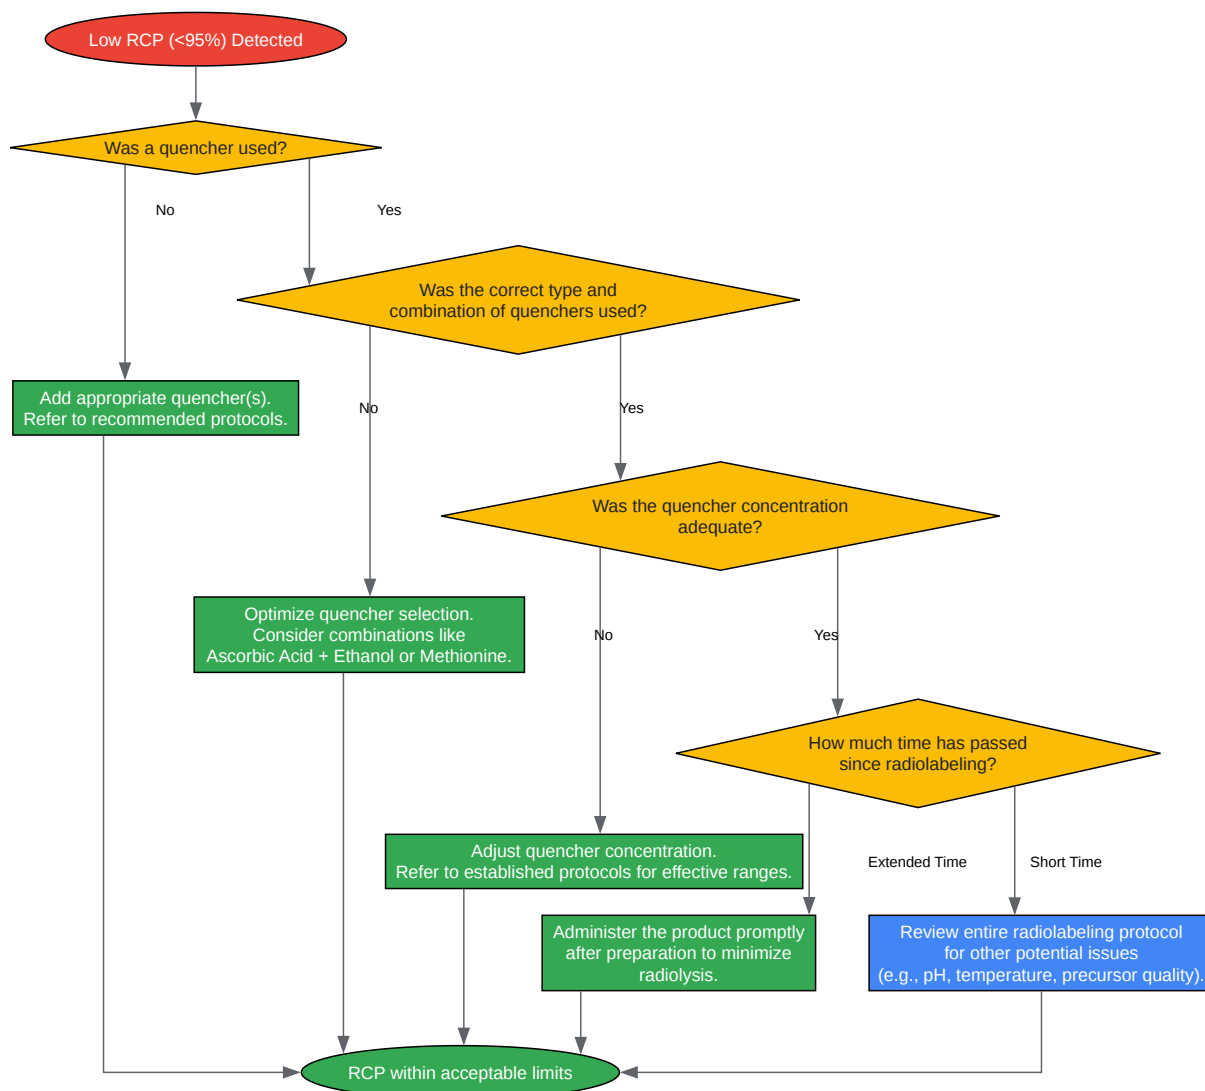 Low RCP (<95%) Detected
Was a quencher used?
No
Yes
Was the correct type and
combination of quenchers used?
Add appropriate quencher(s).
Refer to recommended protocols.
No
Yes
Was the quencher concentration
adequate?
Optimize quencher selection.
Consider combinations like
Ascorbic Acid + Ethanol or Methionine.
No
Yes
How much time has passed
since radiolabeling?
Adjust quencher concentration.
Refer to established protocols for effective ranges.
Extended Time
Short Time
Administer the product promptly
after preparation to minimize
radiolysis.
Review entire radiolabeling protocol
for other potential issues
(e.g., pH, temperature, precursor quality).
RCP within acceptable limits